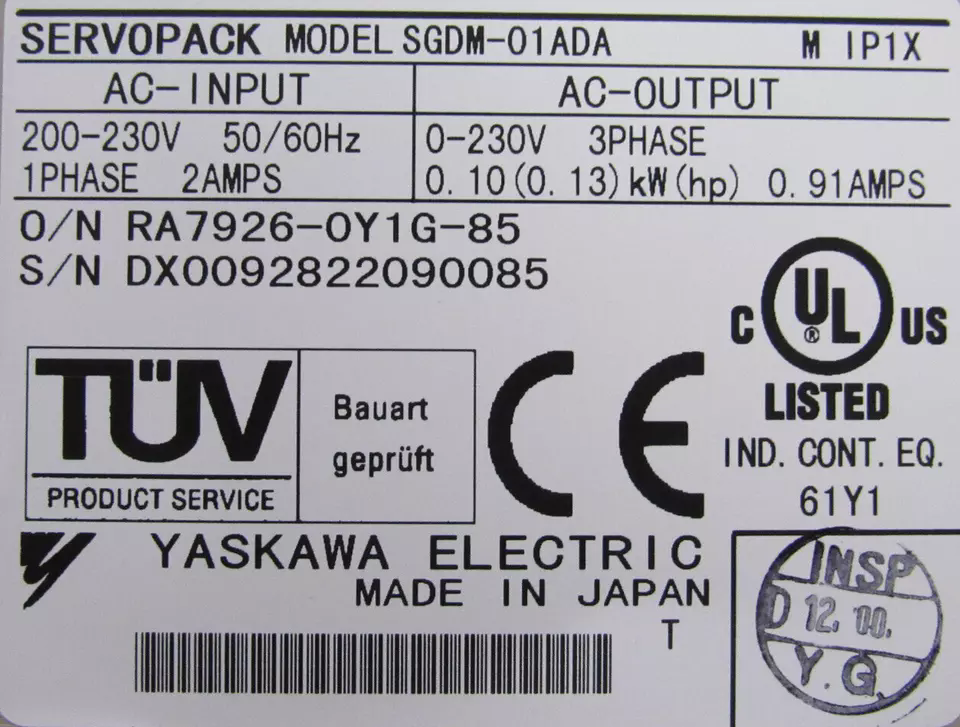 SERVOPACK MODEL SGDM-01ADA M IP1X
AC-INPUT
200-230V 50/60Hz
1PHASE 2AMPS
AC-OUTPUT
0-230V 3PHASE
0.10(0.13)kW(hp) 0.91AMPS
O/N RA7926-0Y1G-85
S/N DX0092822090085
TÜV
PRODUCT SERVICE
Bauart
geprüft
CE
C UL US
®
LISTED
IND. CONT. EQ.
61Y1
YASKAWA ELECTRIC
MADE IN JAPAN
T
INSP
D 12.'00.
Y.G.